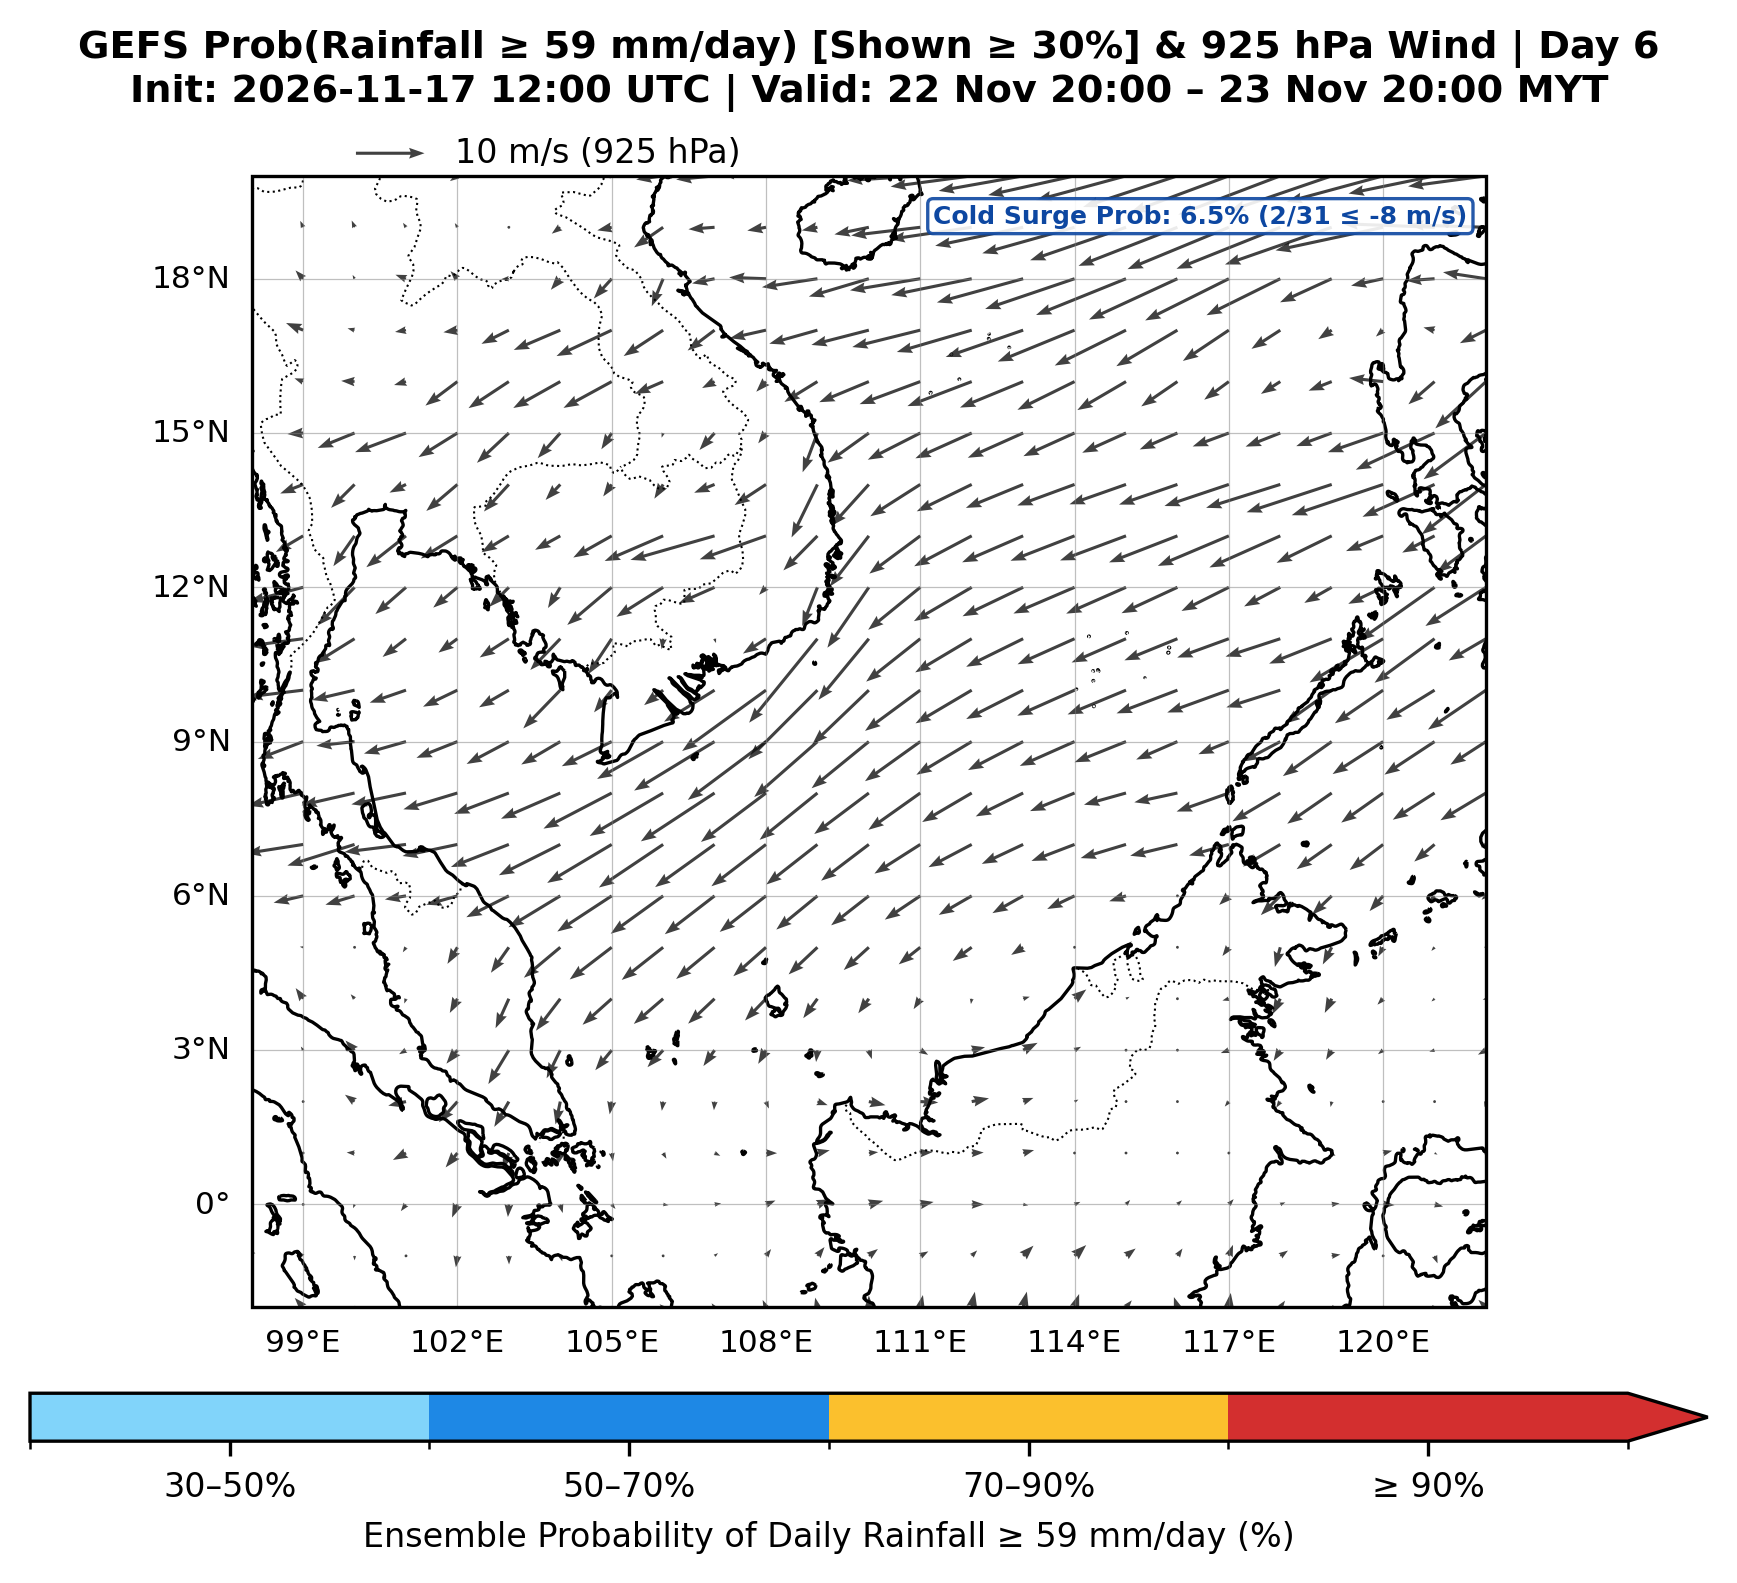 GEFS Prob(Rainfall ≥ 59 mm/day) [Shown ≥ 30%] & 925 hPa Wind | Day 6
Init: 2026-11-17 12:00 UTC | Valid: 22 Nov 20:00 – 23 Nov 20:00 MYT
10 m/s (925 hPa)
Cold Surge Prob: 6.5% (2/31 ≤ -8 m/s)
18°N
15°N
12°N
9°N
6°N
3°N
0°
99°E 102°E 105°E 108°E 111°E 114°E 117°E 120°E
30–50% 50–70% 70–90% ≥ 90%
Ensemble Probability of Daily Rainfall ≥ 59 mm/day (%)